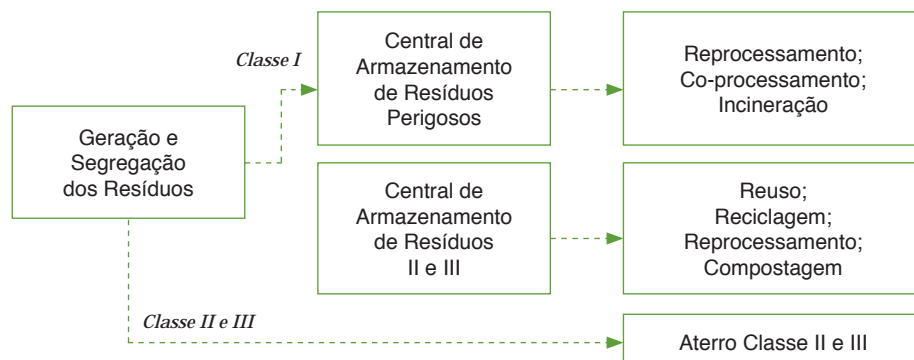 Classe I
Central de
Armazenamento
de Resíduos
Perigosos
Reprocessamento;
Co-processamento;
Incineração
Geração e
Segregação
dos Resíduos
Central de
Armazenamento
de Resíduos
II e III
Reuso;
Reciclagem;
Reprocessamento;
Compostagem
Classe II e III
Aterro Classe II e III